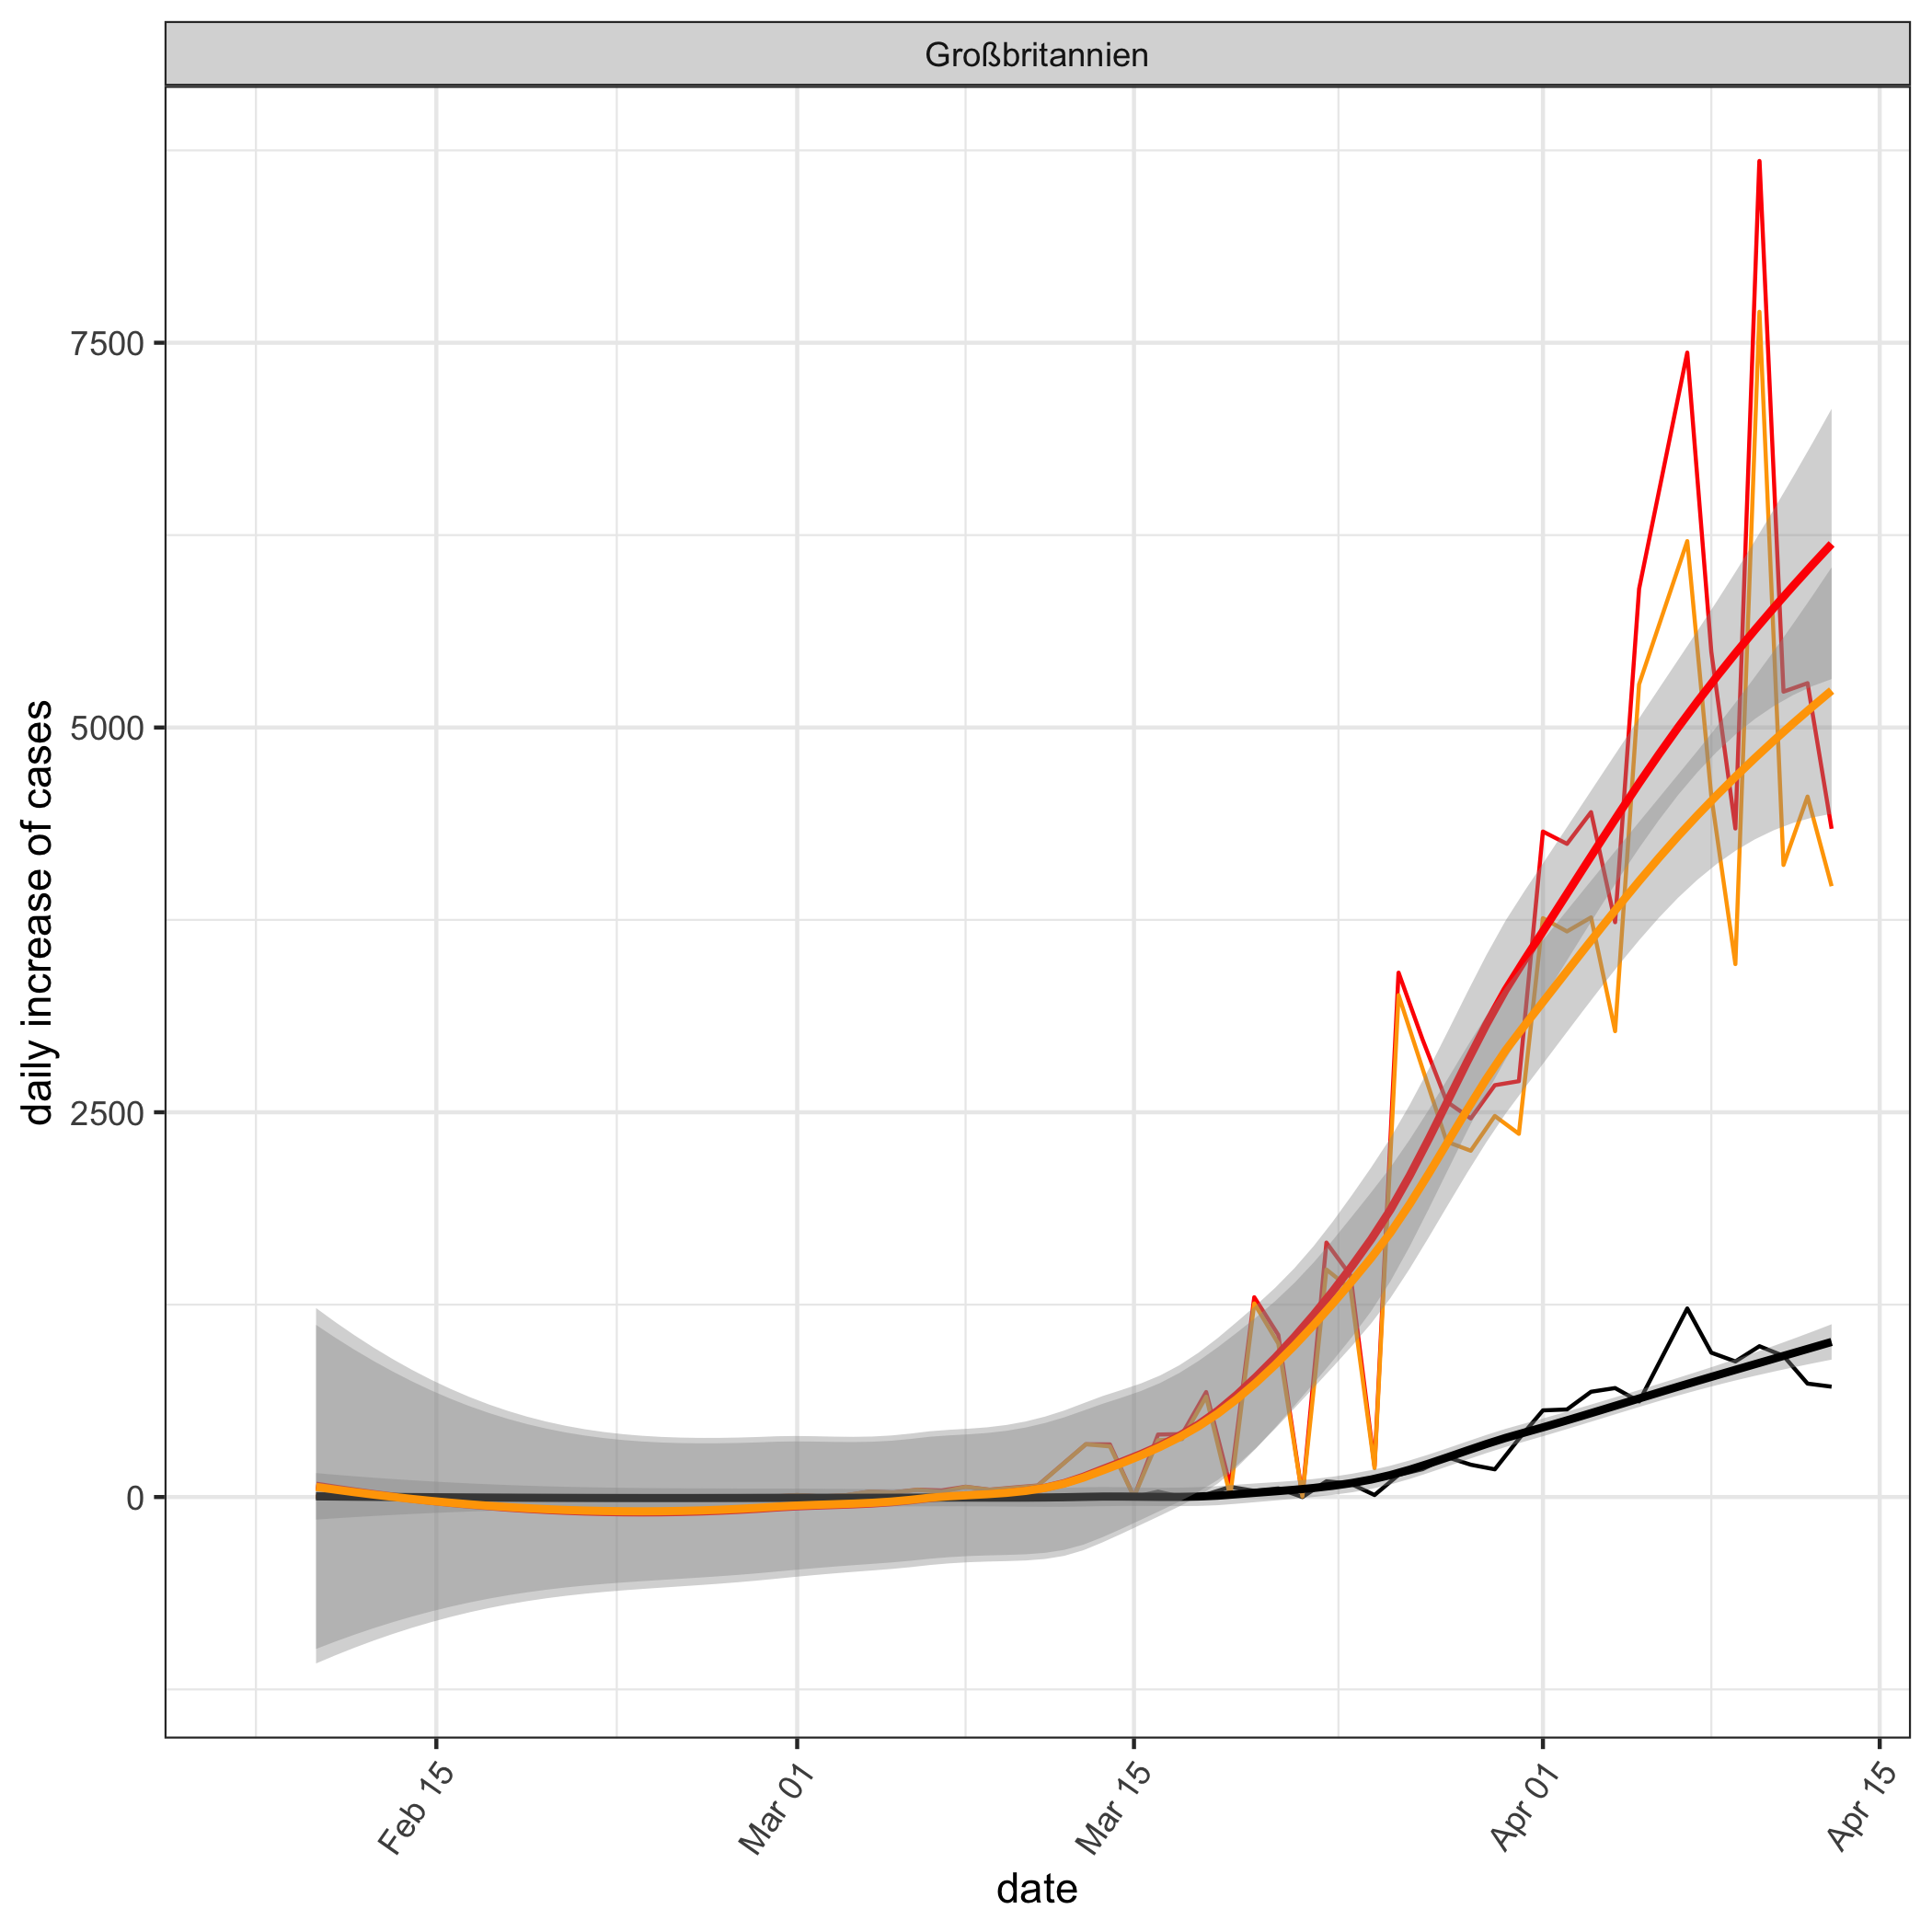 Großbritannien
daily increase of cases
7500
5000
2500
0
Feb 15
Mar 01
Mar 15
Apr 01
Apr 15
date